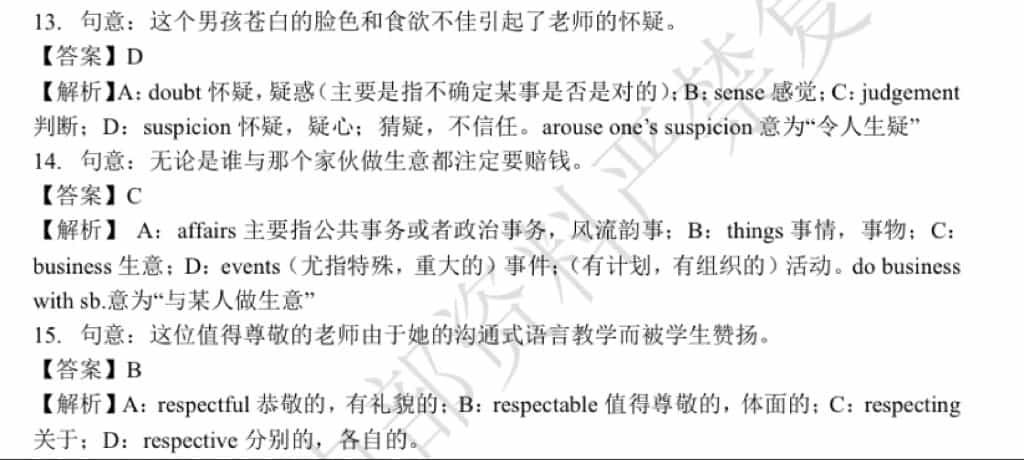 13. 句意：这个男孩苍白的脸色和食欲不佳引起了老师的怀疑。
【答案】D
【解析】A: doubt 怀疑，疑惑（主要是指不确定某事是否是对的）；B：sense 感觉；C：judgement
判断；D：suspicion 怀疑，疑心；猜疑，不信任。arouse one’s suspicion 意为“令人生疑”
14. 句意：无论是谁与那个家伙做生意都注定要赔钱。
【答案】C
【解析】 A：affairs 主要指公共事务或者政治事务，风流韵事；B：things 事情，事物；C：
business 生意；D：events（尤指特殊，重大的）事件；（有计划，有组织的）活动。do business
with sb.意为“与某人做生意”
15. 句意：这位值得尊敬的老师由于她的沟通式语言教学而被学生赞扬。
【答案】B
【解析】A：respectful 恭敬的，有礼貌的；B：respectable 值得尊敬的，体面的；C：respecting
关于；D：respective 分别的，各自的。
部资料严禁复